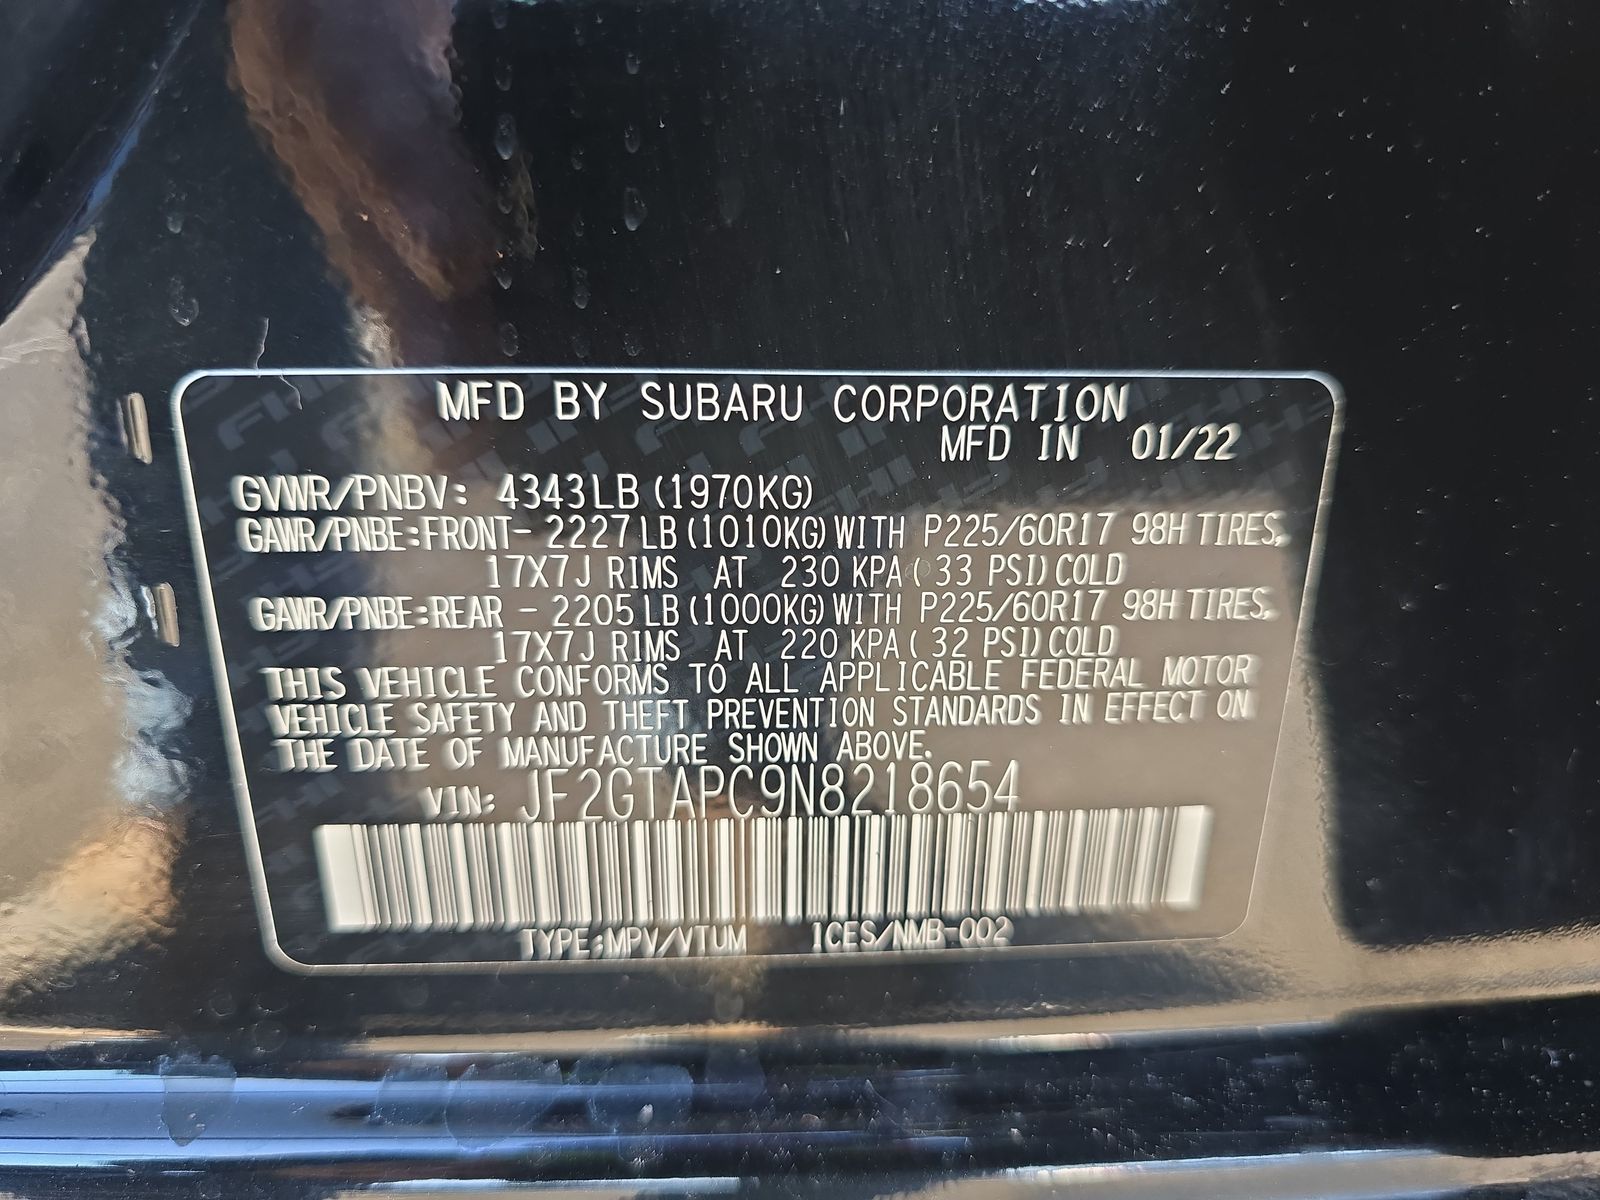 MFD BY SUBARU CORPORATION
MFD IN 01/22
GVWR/PNBV: 4343LB (1970KG)
GAWR/PNBE:FRONT- 2227 LB (1010KG) WITH P225/60R17 98H TIRES,
17X7J RIMS AT 230 KPA ( 33 PSI) COLD
GAWR/PNBE:REAR - 2205 LB (1000KG) WITH P225/60R17 98H TIRES,
17X7J RIMS AT 220 KPA ( 32 PSI) COLD
THIS VEHICLE CONFORMS TO ALL APPLICABLE FEDERAL MOTOR
VEHICLE SAFETY AND THEFT PREVENTION STANDARDS IN EFFECT ON
THE DATE OF MANUFACTURE SHOWN ABOVE.
VIN: JF2GTAPC9N8218654
TYPE:MPV/VTUM ICES/NMB-002